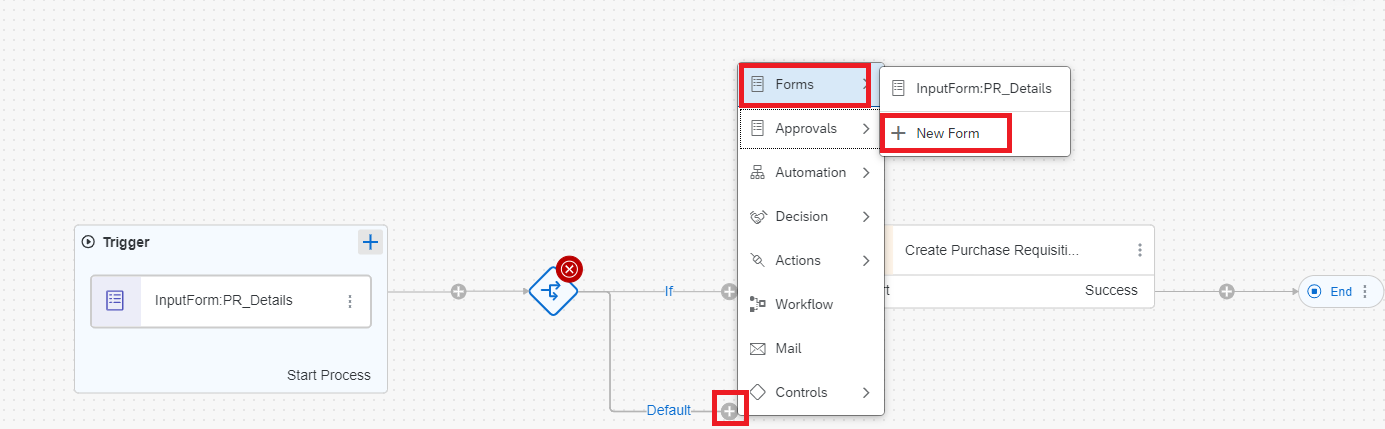 Forms
InputForm:PR_Details
Approvals
New Form
Automation
Decision
Trigger
Create Purchase Requisiti...
Actions
InputForm:PR_Details
If
Success
End
Workflow
Mail
Start Process
Controls
Default